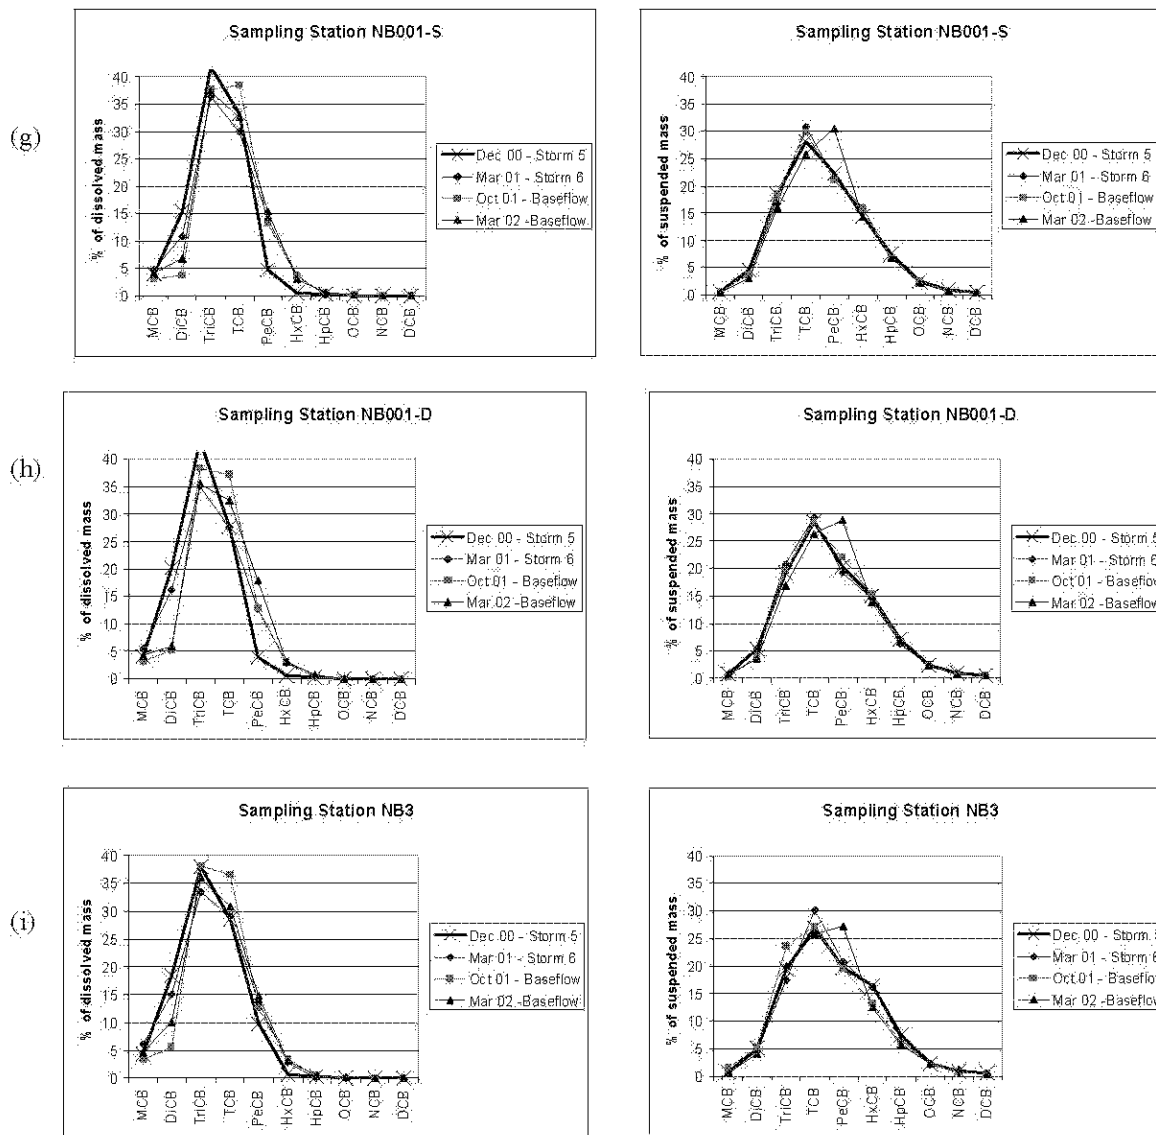 (g)
Sampling Station NB001-S
% of dissolved mass
40
35
30
25
20
15
10
5
0
MCB
DiCB
TriCB
TCB
PeCB
HxCB
HpCB
OCB
NCB
DCB
Dec 00 - Storm 5
Mar 01 - Storm 6
Oct 01 - Baseflow
Mar 02 - Baseflow
Sampling Station NB001-S
% of suspended mass
40
35
30
25
20
15
10
5
0
MCB
DiCB
TriCB
TCB
PeCB
HxCB
HpCB
OCB
NCB
DCB
Dec 00 - Storm 5
Mar 01 - Storm 6
Oct 01 - Baseflow
Mar 02 - Baseflow
(h)
Sampling Station NB001-D
% of dissolved mass
40
35
30
25
20
15
10
5
0
MCB
DiCB
TriCB
TCB
PeCB
HxCB
HpCB
OCB
NCB
DCB
Dec 00 - Storm 5
Mar 01 - Storm 6
Oct 01 - Baseflow
Mar 02 - Baseflow
Sampling Station NB001-D
% of suspended mass
40
35
30
25
20
15
10
5
0
MCB
DiCB
TriCB
TCB
PeCB
HxCB
HpCB
OCB
NCB
DCB
Dec 00 - Storm 5
Mar 01 - Storm 6
Oct 01 - Baseflow
Mar 02 - Baseflow
(i)
Sampling Station NB3
% of dissolved mass
40
35
30
25
20
15
10
5
0
MCB
DiCB
TriCB
TCB
PeCB
HxCB
HpCB
OCB
NCB
DCB
Dec 00 - Storm 5
Mar 01 - Storm 6
Oct 01 - Baseflow
Mar 02 - Baseflow
Sampling Station NB3
% of suspended mass
40
35
30
25
20
15
10
5
0
MCB
DiCB
TriCB
TCB
PeCB
HxCB
HpCB
OCB
NCB
DCB
Dec 00 - Storm 5
Mar 01 - Storm 6
Oct 01 - Baseflow
Mar 02 - Baseflow